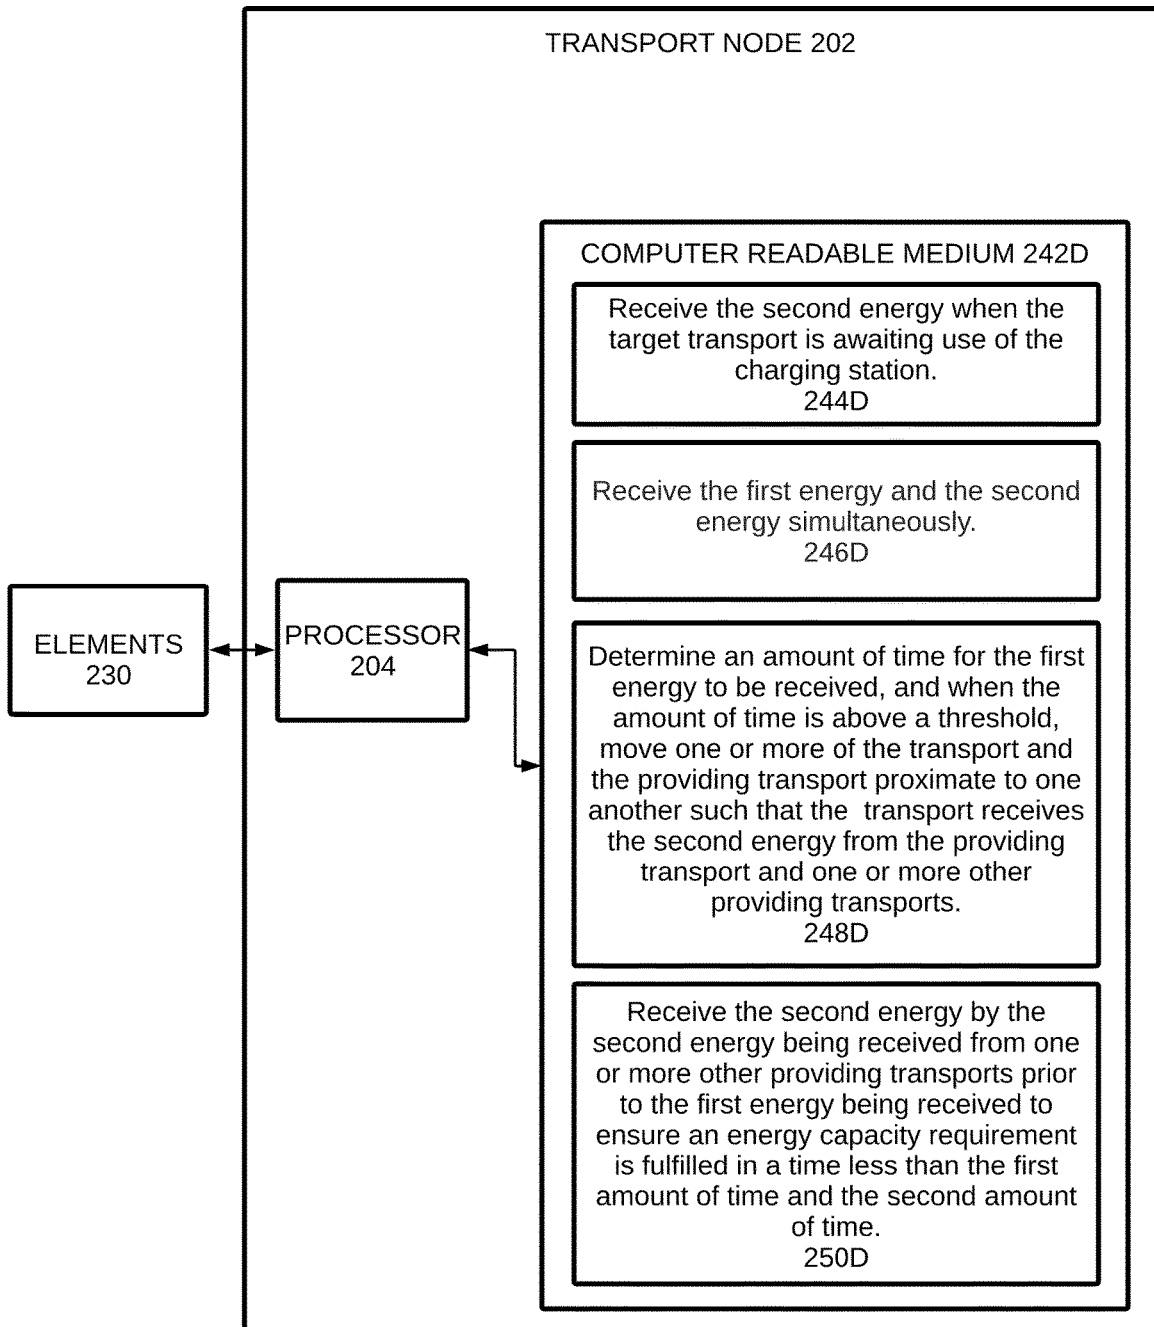 TRANSPORT NODE 202
COMPUTER READABLE MEDIUM 242D
Receive the second energy when the
target transport is awaiting use of the
charging station.
244D
Receive the first energy and the second
energy simultaneously.
246D
ELEMENTS
230
PROCESSOR
204
Determine an amount of time for the first
energy to be received, and when the
amount of time is above a threshold,
move one or more of the transport and
the providing transport proximate to one
another such that the  transport receives
the second energy from the providing
transport and one or more other
providing transports.
248D
Receive the second energy by the
second energy being received from one
or more other providing transports prior
to the first energy being received to
ensure an energy capacity requirement
is fulfilled in a time less than the first
amount of time and the second amount
of time.
250D